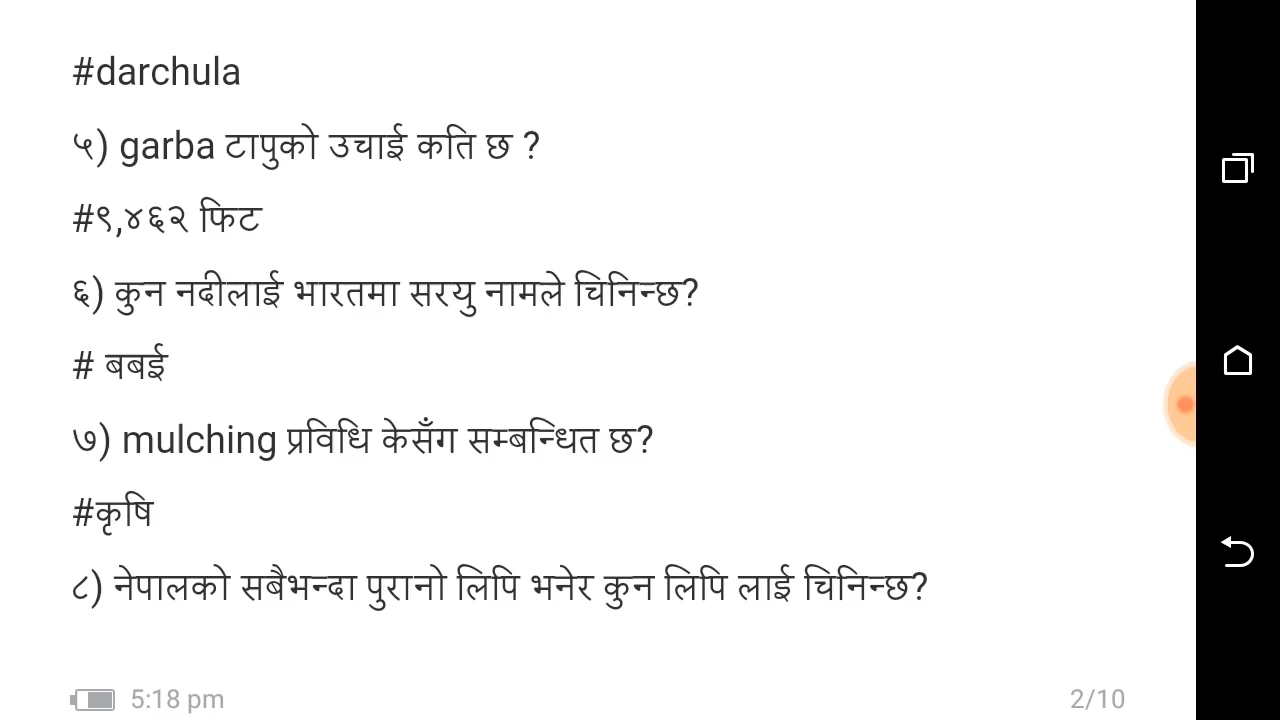 #darchula
५) garba टापुको उचाई कति छ ?
#९,४६२ फिट
६) कुन नदीलाई भारतमा सरयु नामले चिनिन्छ?
# बबई
७) mulching प्रविधि केसँग सम्बन्धित छ?
#कृषि
८) नेपालको सबैभन्दा पुरानो लिपि भनेर कुन लिपि लाई चिनिन्छ?
5:18 pm 2/10